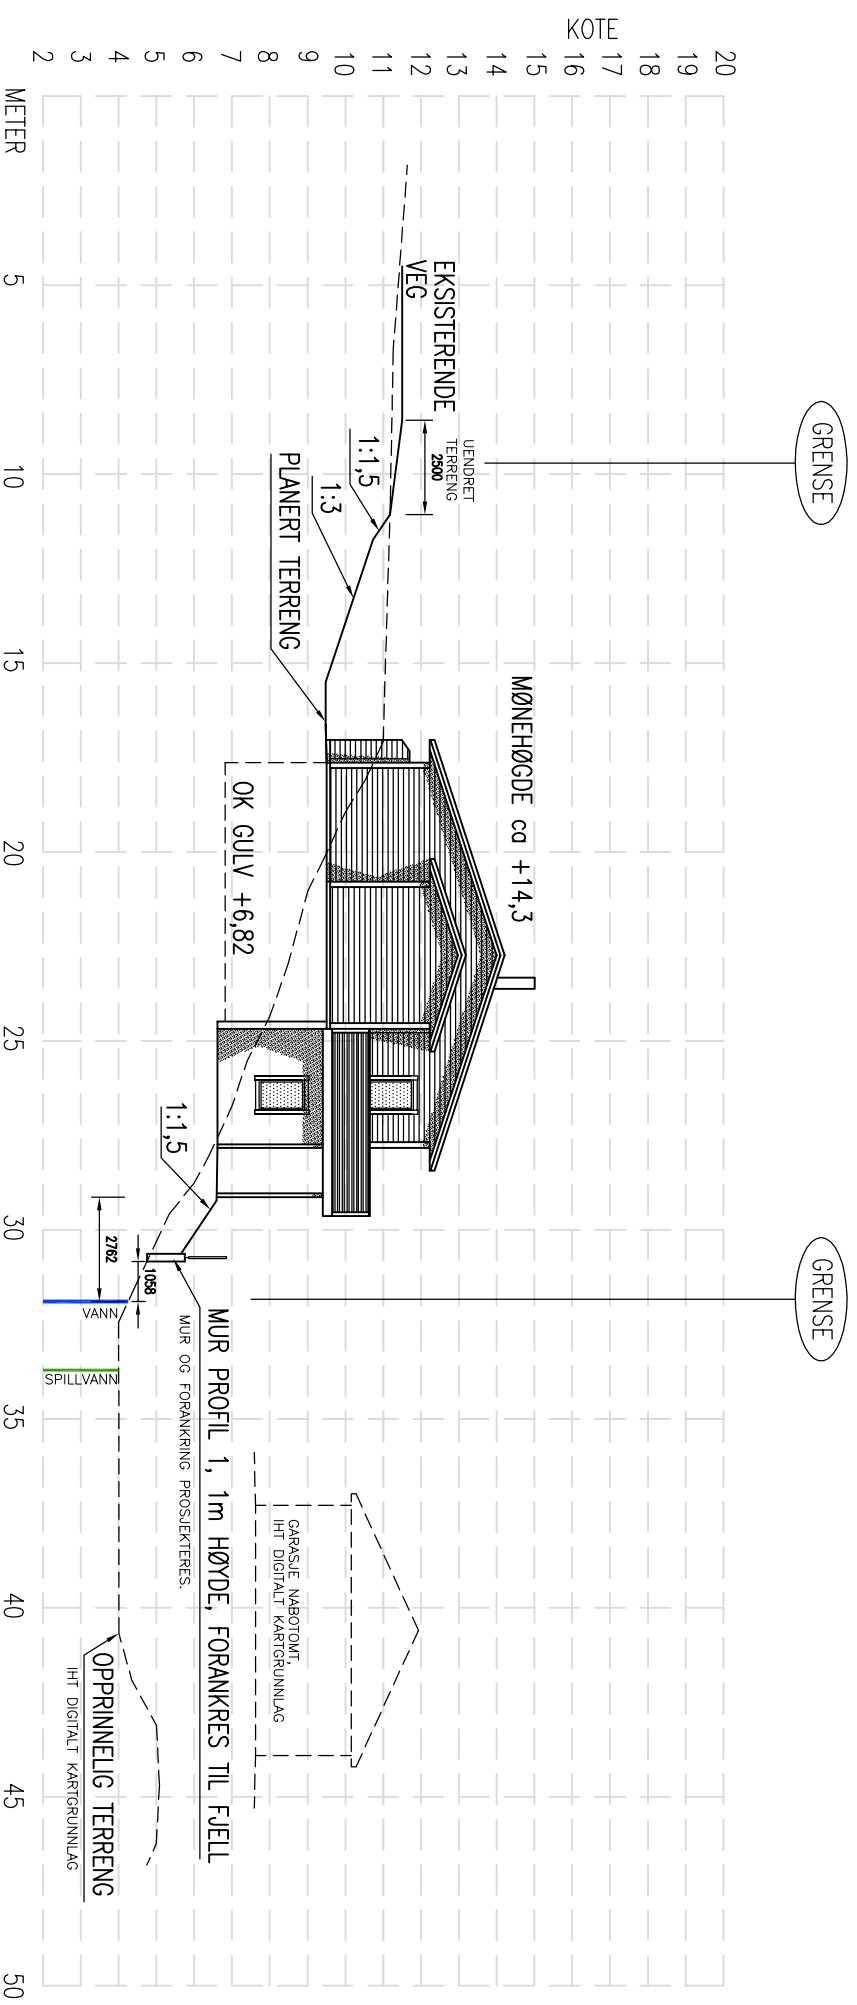 KOTE
20
19
18
17
16
15
14
13
12
11
10
9
8
7
6
5
4
3
2
METER
5
10
15
20
25
30
35
40
45
50
GRENSE
GRENSE
EKSISTERENDE
VEG
UENDRET
TERRENG
2500
1:1,5
1:3
PLANERT TERRENG
MØNEHØGDE ca +14,3
OK GULV +6,82
1:1,5
2762
1058
VANN
SPILLVANN
MUR PROFIL 1, 1m HØYDE, FORANKRES TIL FJELL
MUR OG FORANKRING PROSJEKTERES.
GARASJE NABOTOMT,
IHT DIGITALT KARTGRUNNLAG
OPPRINNELIG TERRENG
IHT DIGITALT KARTGRUNNLAG